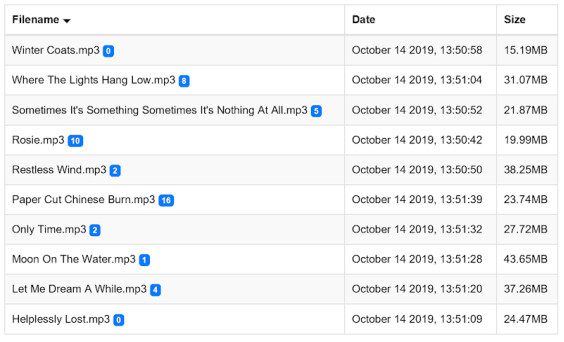 Filename Date Size
Winter Coats.mp3 0 October 14 2019, 13:50:58 15.19MB
Where The Lights Hang Low.mp3 8 October 14 2019, 13:51:04 31.07MB
Sometimes It's Something Sometimes It's Nothing At All.mp3 5 October 14 2019, 13:50:52 21.87MB
Rosie.mp3 10 October 14 2019, 13:50:42 19.99MB
Restless Wind.mp3 2 October 14 2019, 13:50:50 38.25MB
Paper Cut Chinese Burn.mp3 16 October 14 2019, 13:51:39 23.74MB
Only Time.mp3 2 October 14 2019, 13:51:32 27.72MB
Moon On The Water.mp3 1 October 14 2019, 13:51:28 43.65MB
Let Me Dream A While.mp3 4 October 14 2019, 13:51:20 37.26MB
Helplessly Lost.mp3 0 October 14 2019, 13:51:09 24.47MB